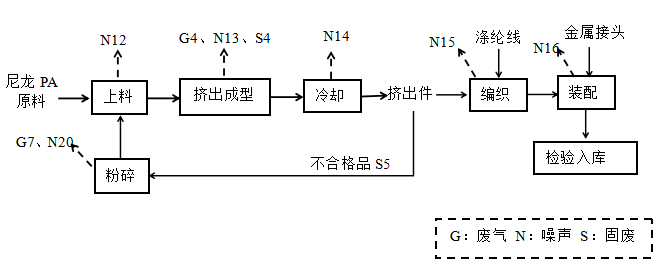 N12
G4、N13、S4
N14
N15
涤纶线
N16
金属接头
尼龙 PA
原料
上料
挤出成型
冷却
挤出件
编织
装配
G7、N20
粉碎
不合格品 S5
检验入库
G：废气 N：噪声 S：固废